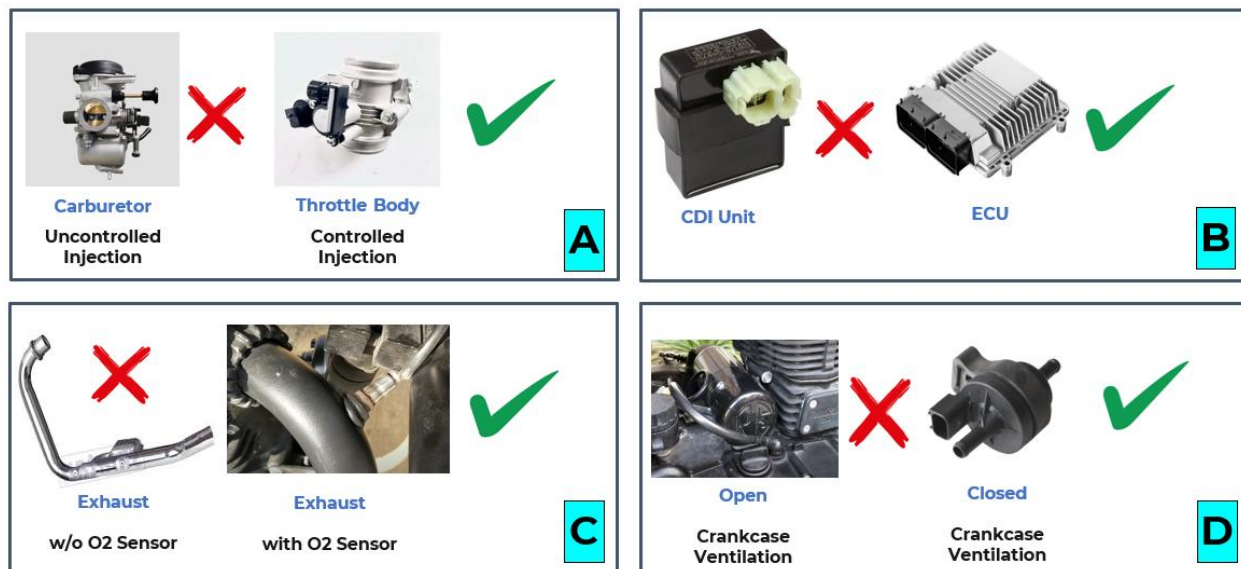 Carburetor
Uncontrolled
Injection
Throttle Body
Controlled
Injection
A
CDI Unit
ECU
B
Exhaust
w/o O2 Sensor
Exhaust
with O2 Sensor
C
Open
Crankcase
Ventilation
Closed
Crankcase
Ventilation
D